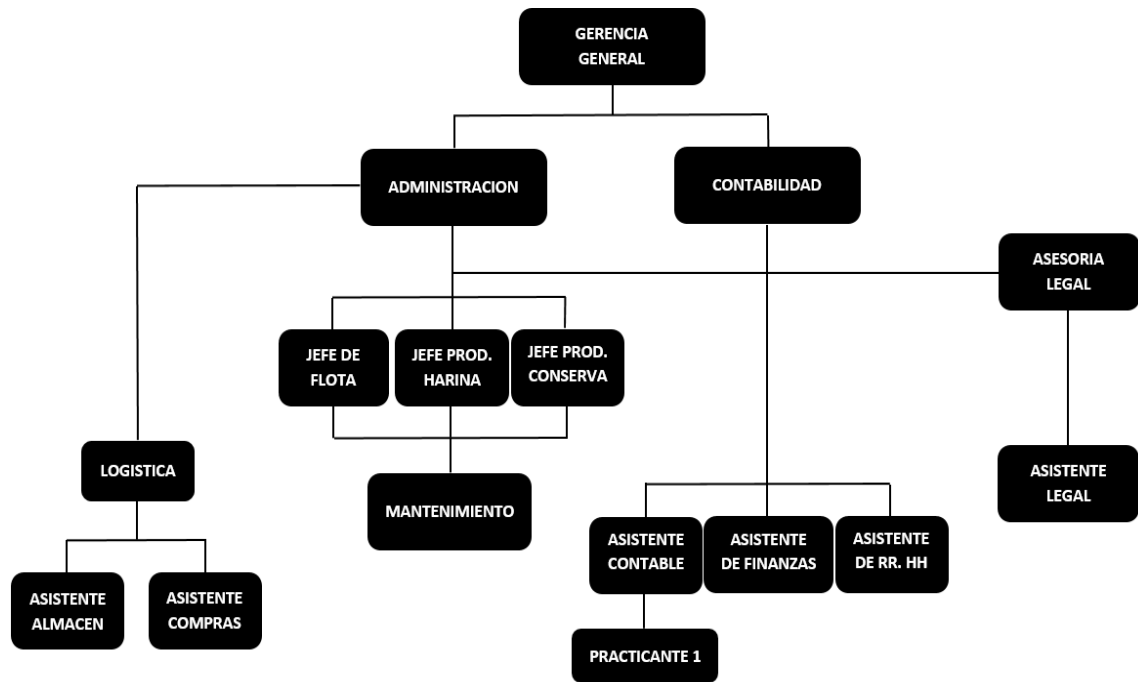 GERENCIA
GENERAL
ADMINISTRACION
CONTABILIDAD
ASESORIA
LEGAL
JEFE DE
FLOTA
JEFE PROD.
HARINA
JEFE PROD.
CONSERVA
LOGISTICA
MANTENIMIENTO
ASISTENTE
LEGAL
ASISTENTE
CONTABLE
ASISTENTE
DE FINANZAS
ASISTENTE
DE RR. HH
ASISTENTE
ALMACEN
ASISTENTE
COMPRAS
PRACTICANTE 1